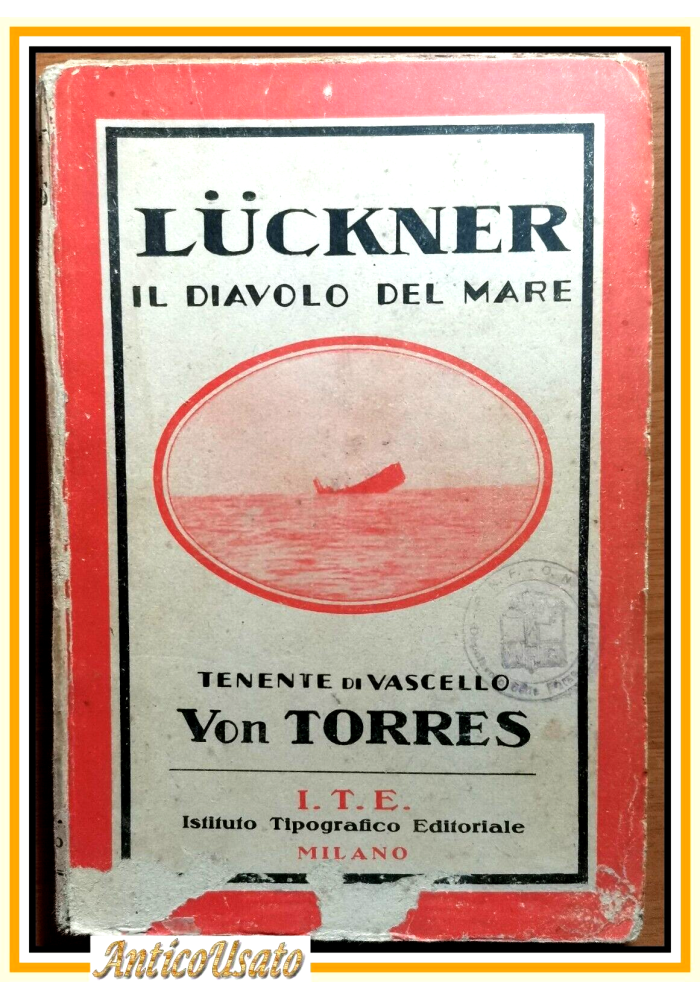 LÜCKNER
IL DIAVOLO DEL MARE
TENENTE DI VASCELLO
Von TORRES
I. T. E.
Istituto Tipografico Editoriale
MILANO
AnticoUsato